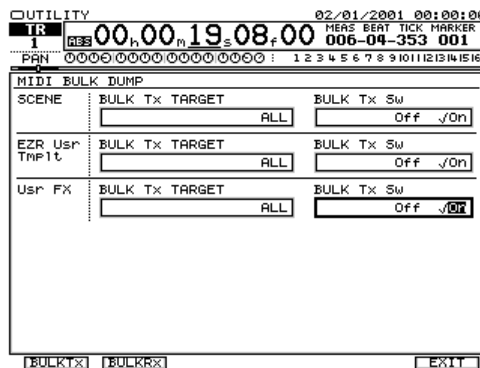 UTILITY 02/01/2001 00:00:00
TR 1 ABS 00h00m19s08f00 MEAS BEAT TICK MARKER
006-04-353 001
PAN 1 2 3 4 5 6 7 8 9 10 11 12 13 14 15 16
MIDI BULK DUMP
SCENE BULK Tx TARGET BULK Tx Sw
ALL Off √On
EZR Usr Tmplt BULK Tx TARGET BULK Tx Sw
ALL Off √On
Usr FX BULK Tx TARGET BULK Tx Sw
ALL Off √On
BULKTx BULKRx EXIT